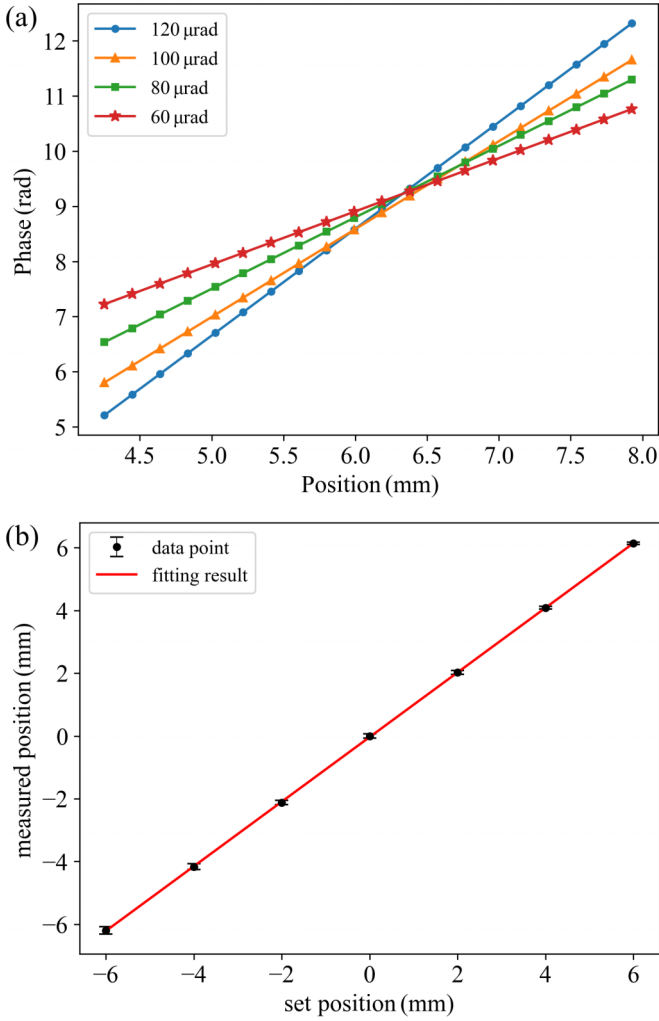 (a)
120 μrad
100 μrad
80 μrad
60 μrad
12
11
10
9
8
7
6
5
Phase (rad)
4.5 5.0 5.5 6.0 6.5 7.0 7.5 8.0
Position (mm)
(b)
data point
fitting result
6
4
2
0
−2
−4
−6
measured position (mm)
−6 −4 −2 0 2 4 6
set position (mm)